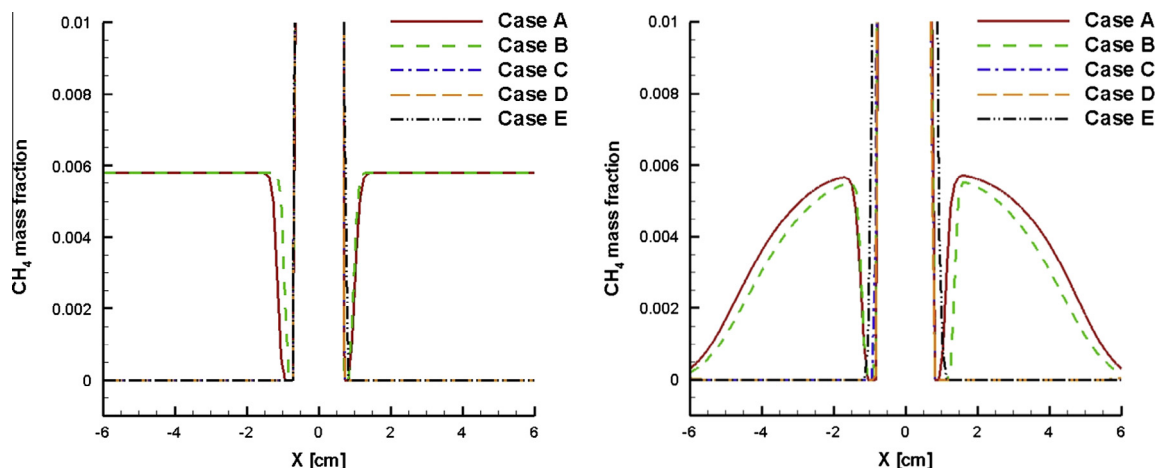 0.01
0.008
0.006
0.004
0.002
0
CH4 mass fraction
-6
-4
-2
0
2
4
6
X [cm]
Case A
Case B
Case C
Case D
Case E
0.01
0.008
0.006
0.004
0.002
0
CH4 mass fraction
-6
-4
-2
0
2
4
6
X [cm]
Case A
Case B
Case C
Case D
Case E